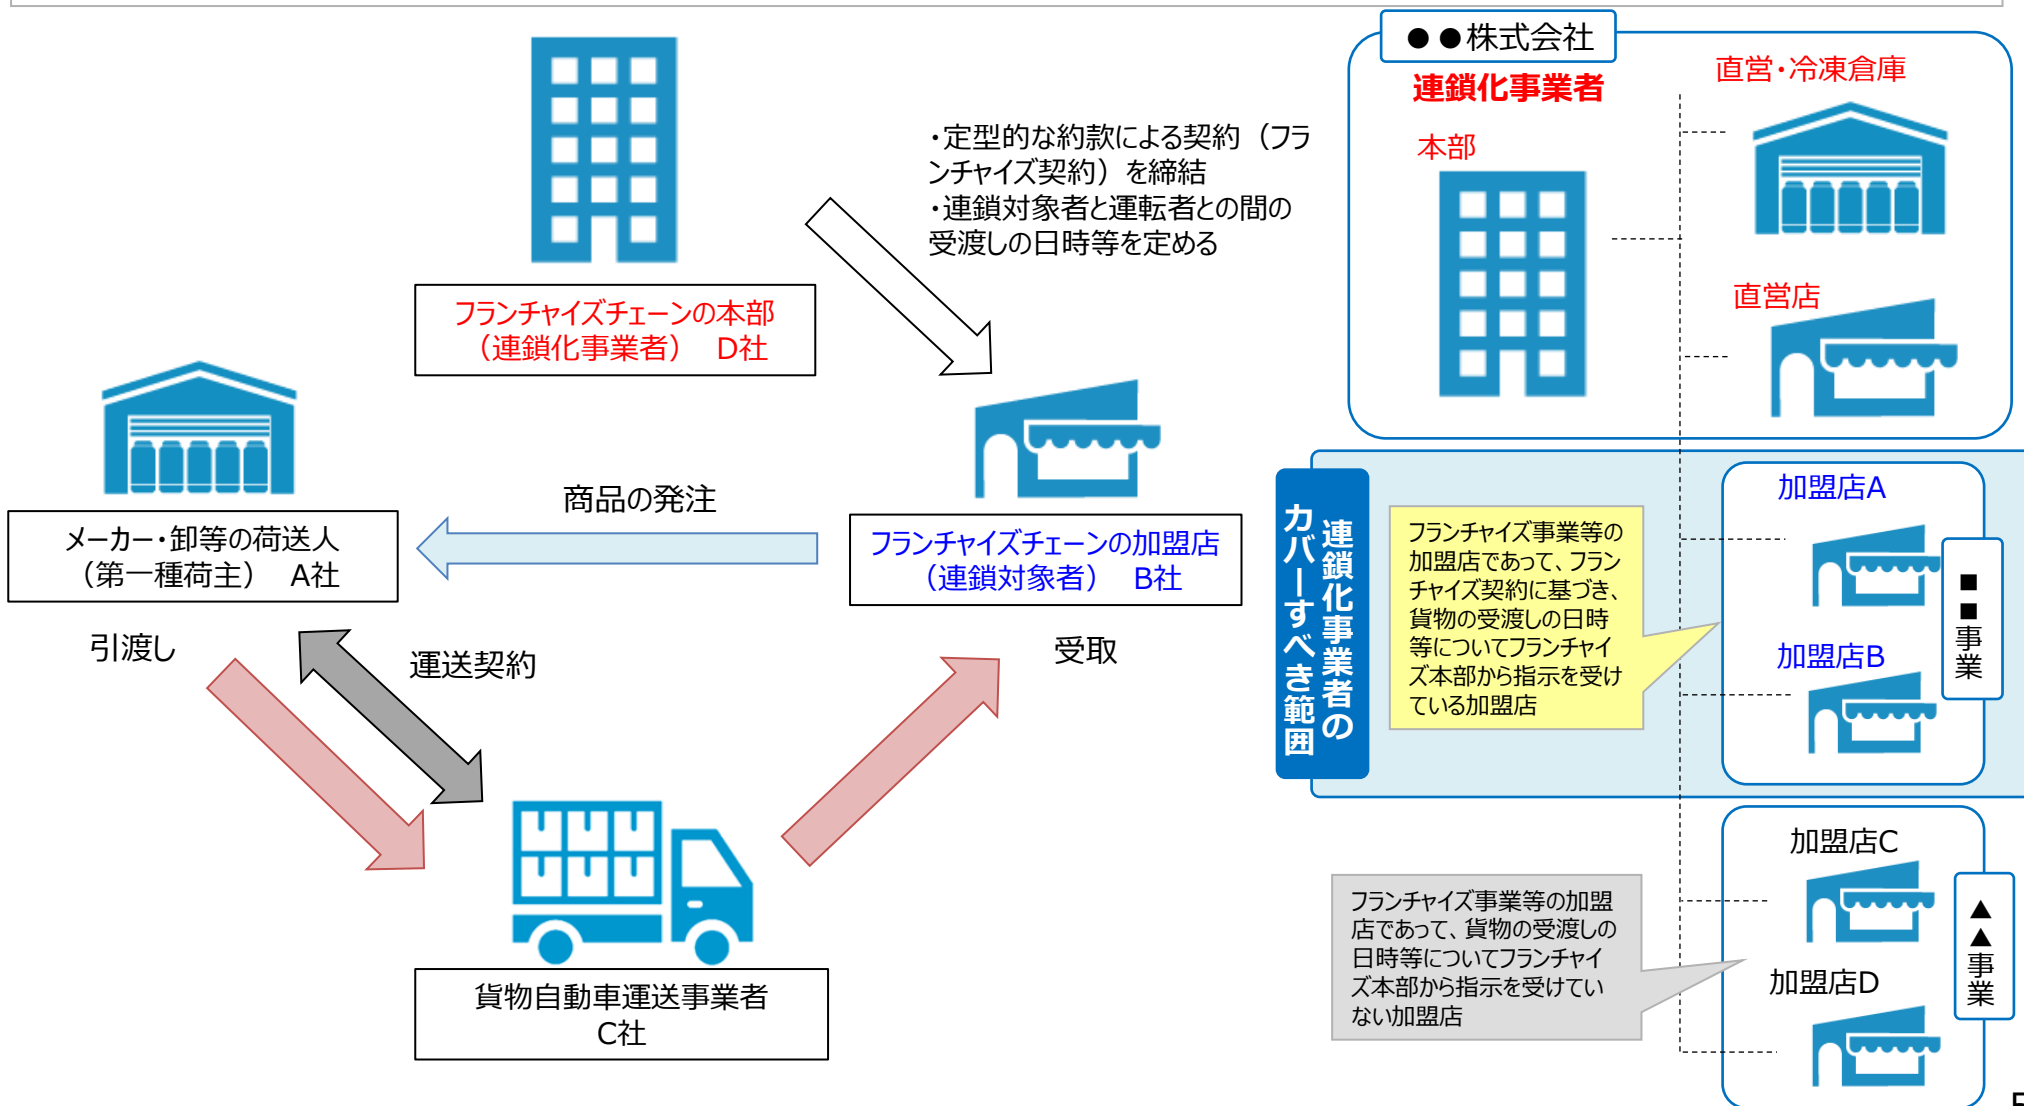 ・定型的な約款による契約（フラ
ンチャイズ契約）を締結
・連鎖対象者と運転者との間の
受渡しの日時等を定める
フランチャイズチェーンの本部
（連鎖化事業者）　D社
メーカー・卸等の荷送人
（第一種荷主）　A社
商品の発注
フランチャイズチェーンの加盟店
（連鎖対象者）　B社
引渡し
運送契約
受取
貨物自動車運送事業者
C社
●●株式会社
連鎖化事業者
本部
直営・冷凍倉庫
直営店
連鎖化事業者の
カバーすべき範囲
フランチャイズ事業等の
加盟店であって、フラン
チャイズ契約に基づき、
貨物の受渡しの日時
等についてフランチャイ
ズ本部から指示を受け
ている加盟店
加盟店A
加盟店B
■■事業
フランチャイズ事業等の加盟
店であって、貨物の受渡しの
日時等についてフランチャイ
ズ本部から指示を受けてい
ない加盟店
加盟店C
加盟店D
▲▲事業